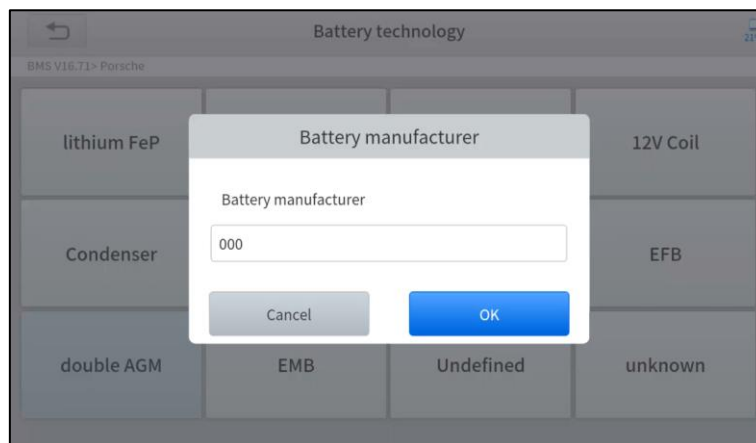 Battery technology
BMS V16.71> Porsche
lithium FeP
12V Coil
Battery manufacturer
Battery manufacturer
000
Condenser
EFB
Cancel
OK
double AGM
EMB
Undefined
unknown